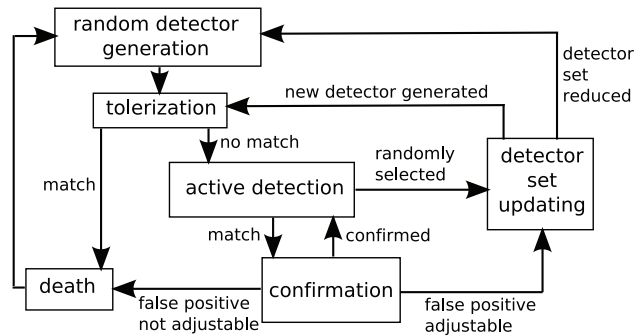 random detector
generation
detector
set
reduced
tolerization
new detector generated
no match
match
active detection
randomly
selected
detector
set
updating
match
confirmed
death
false positive
not adjustable
confirmation
false positive
adjustable